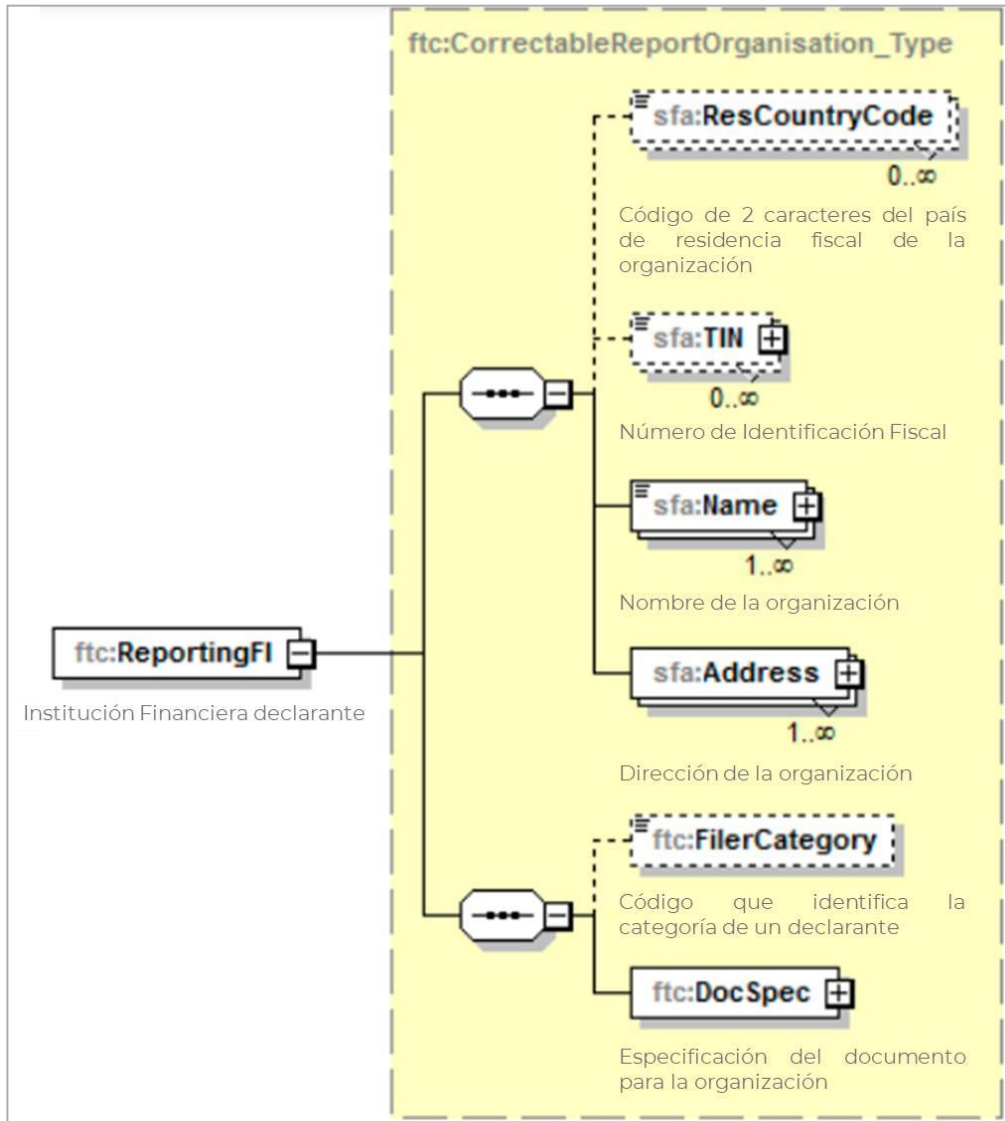 ftc:CorrectableReportOrganisation_Type
sfa:ResCountryCode
0..∞
Código de 2 caracteres del país
de residencia fiscal de la
organización
sfa:TIN
0..∞
Número de Identificación Fiscal
sfa:Name
1..∞
Nombre de la organización
ftc:ReportingFI
Institución Financiera declarante
sfa:Address
1..∞
Dirección de la organización
ftc:FilerCategory
Código que identifica la
categoría de un declarante
ftc:DocSpec
Especificación del documento
para la organización